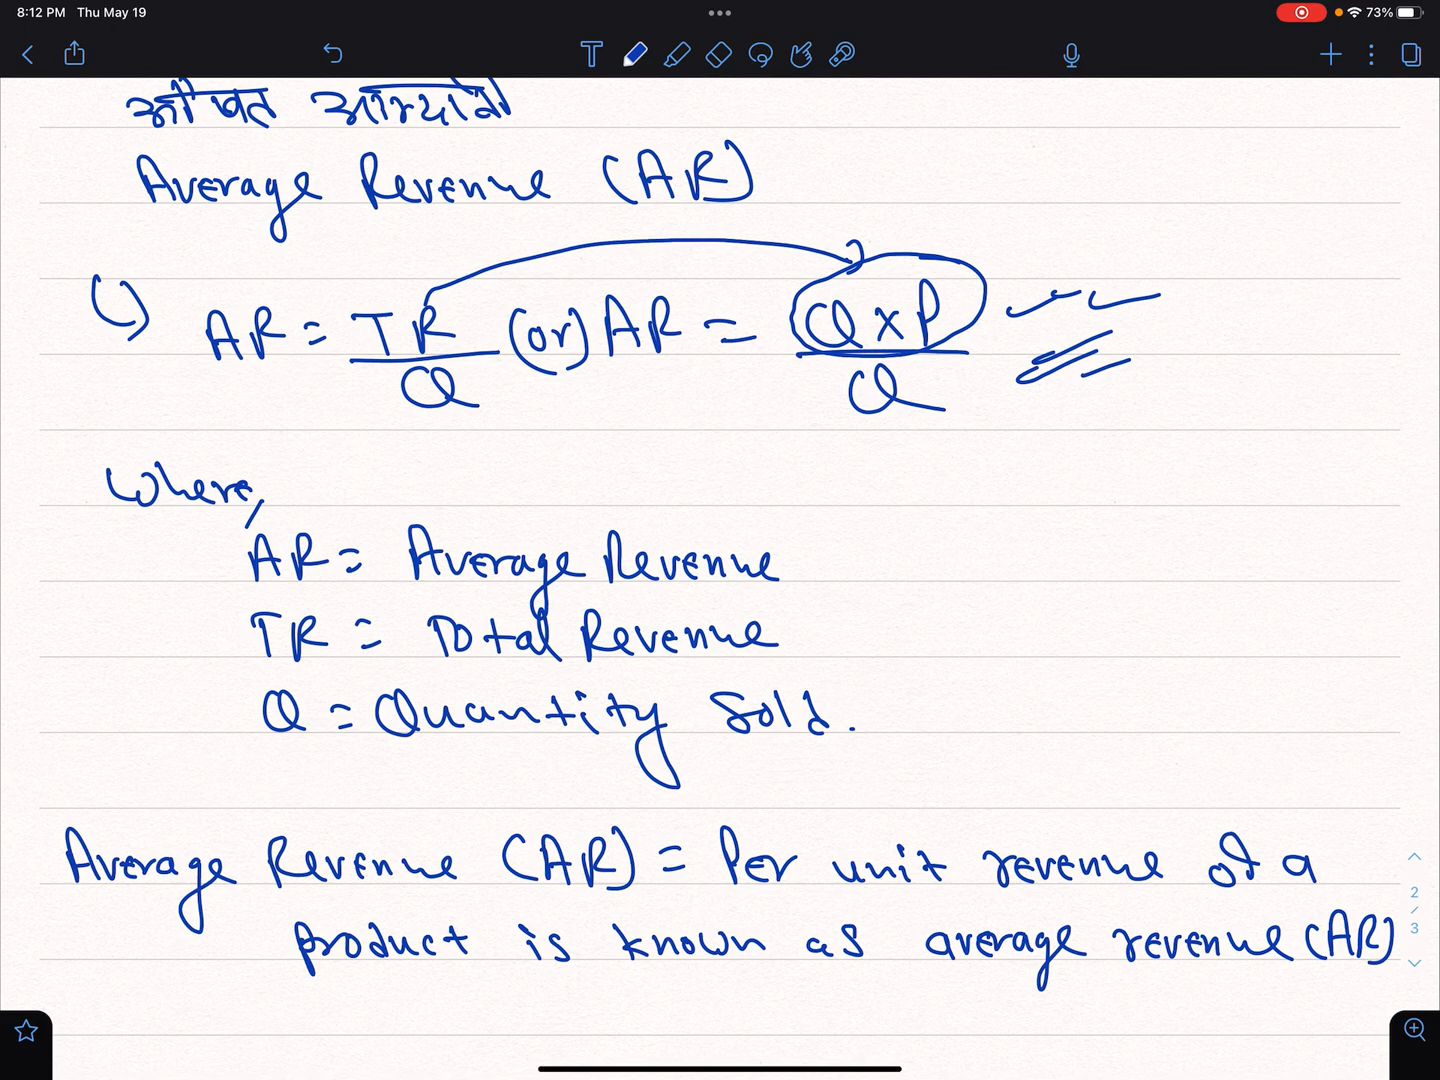 8:12 PM Thu May 19
73%
Average Revenue (AR)
AR = TR/Q (or) AR = Q×P/Q
Where,
AR = Average Revenue
TR = Total Revenue
Q = Quantity Sold.
Average Revenue (AR) = Per unit revenue of a
product is known as average revenue (AR)
2
/
3